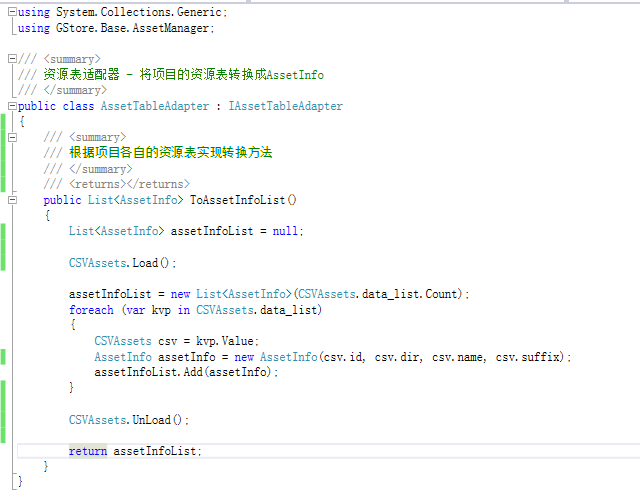 using System.Collections.Generic;
using GStore.Base.AssetManager;
/// <summary>
/// 资源表适配器 - 将项目的资源表转换成AssetInfo
/// </summary>
public class AssetTableAdapter : IAssetTableAdapter
{
/// <summary>
/// 根据项目各自的资源表实现转换方法
/// </summary>
/// <returns></returns>
public List<AssetInfo> ToAssetInfoList()
{
List<AssetInfo> assetInfoList = null;
CSVAssets.Load();
assetInfoList = new List<AssetInfo>(CSVAssets.data_list.Count);
foreach (var kvp in CSVAssets.data_list)
{
CSVAssets csv = kvp.Value;
AssetInfo assetInfo = new AssetInfo(csv.id, csv.dir, csv.name, csv.suffix);
assetInfoList.Add(assetInfo);
}
CSVAssets.UnLoad();
return assetInfoList;
}
}